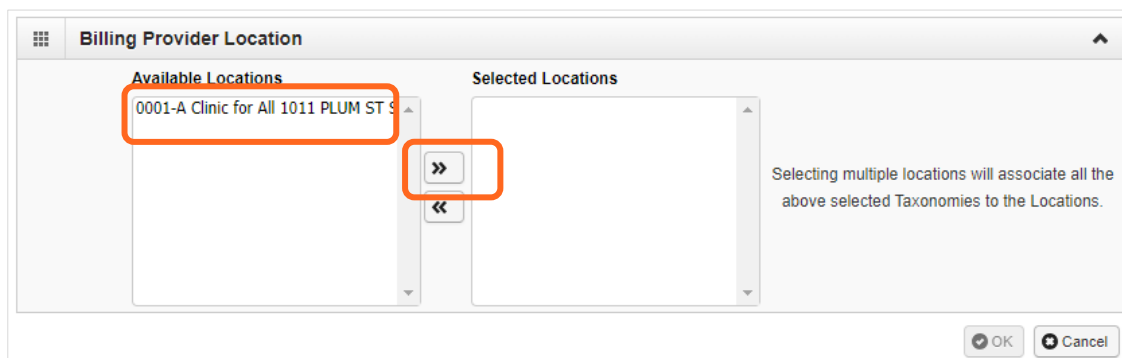 Billing Provider Location
Available Locations
Selected Locations
0001-A Clinic for All 1011 PLUM ST S
»
«
Selecting multiple locations will associate all the
above selected Taxonomies to the Locations.
OK
Cancel